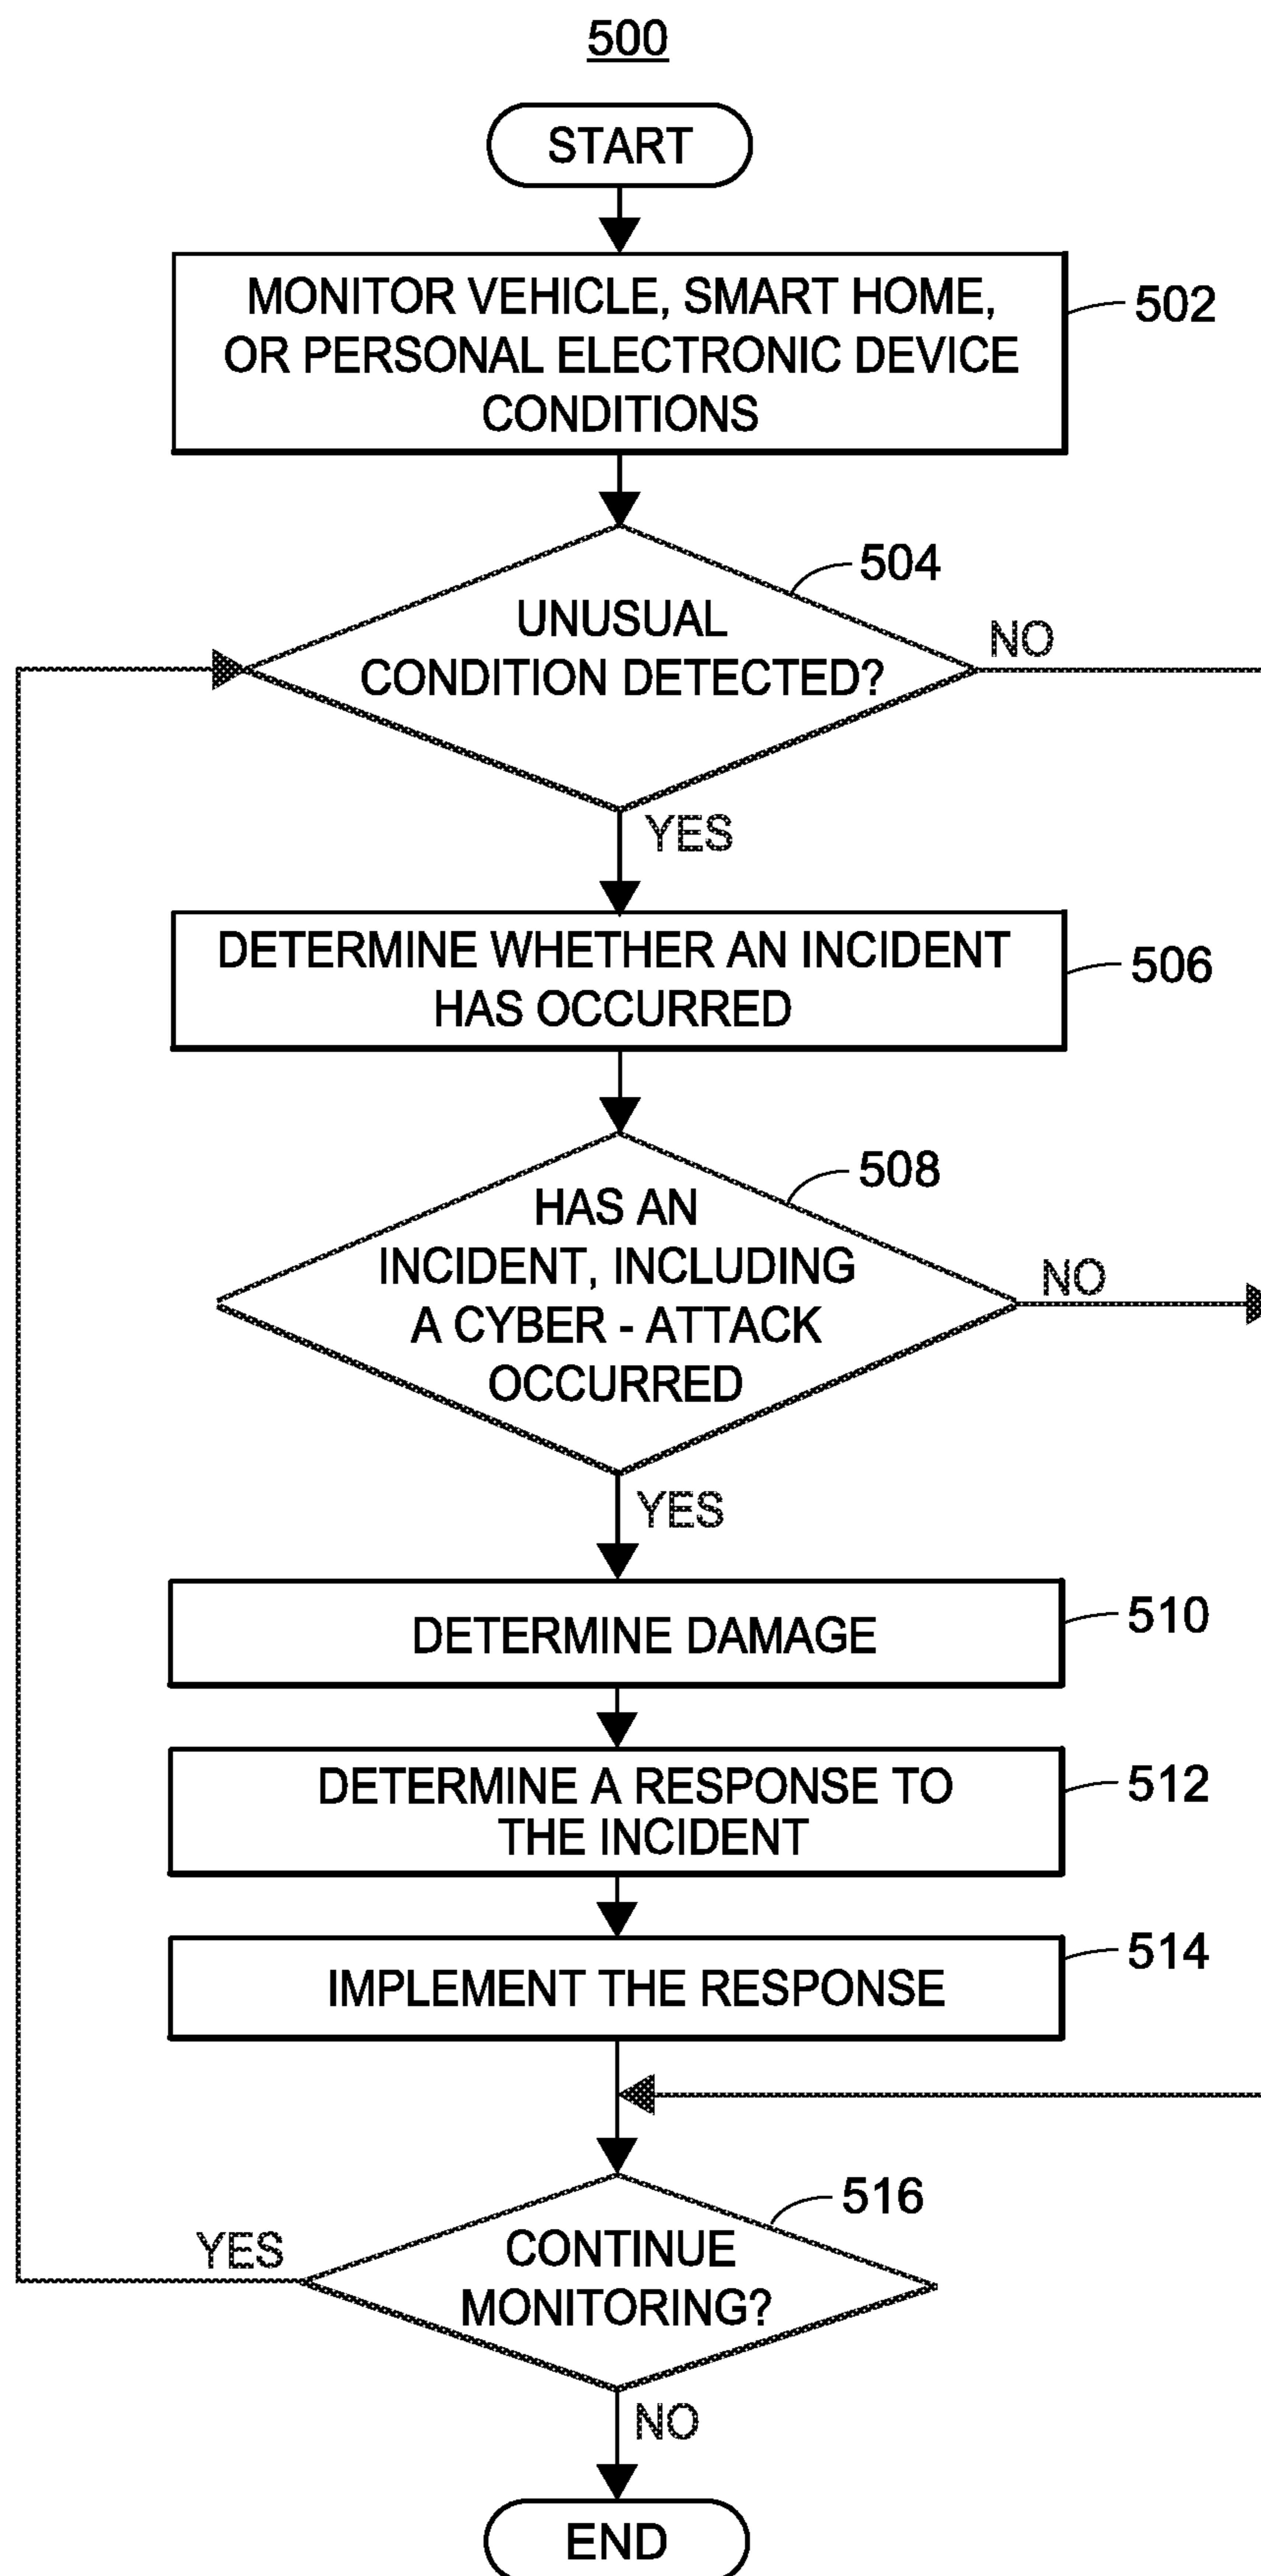 500
START
MONITOR VEHICLE, SMART HOME,
OR PERSONAL ELECTRONIC DEVICE
CONDITIONS
502
504
UNUSUAL
CONDITION DETECTED?
NO
YES
DETERMINE WHETHER AN INCIDENT
HAS OCCURRED
506
508
HAS AN
INCIDENT, INCLUDING
A CYBER - ATTACK
OCCURRED
NO
YES
DETERMINE DAMAGE
510
DETERMINE A RESPONSE TO
THE INCIDENT
512
IMPLEMENT THE RESPONSE
514
516
YES
CONTINUE
MONITORING?
NO
END